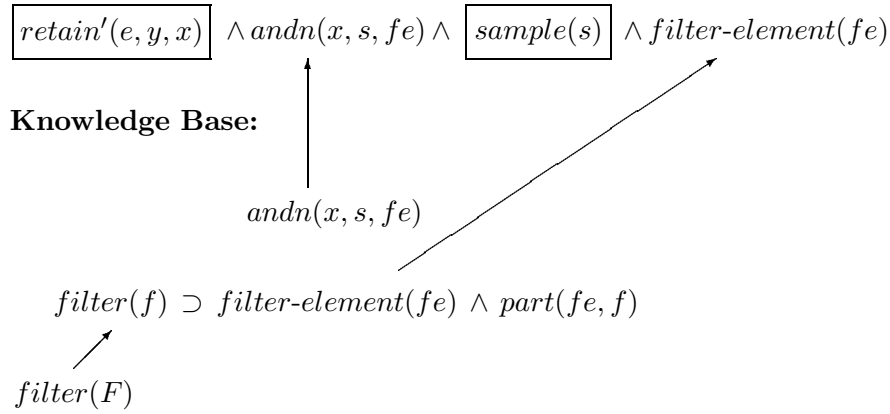 retain′(e, y, x) ∧ andn(x, s, fe) ∧ sample(s) ∧ filter-element(fe)
Knowledge Base:
andn(x, s, fe)
filter(f) ⊃ filter-element(fe) ∧ part(fe, f)
filter(F)